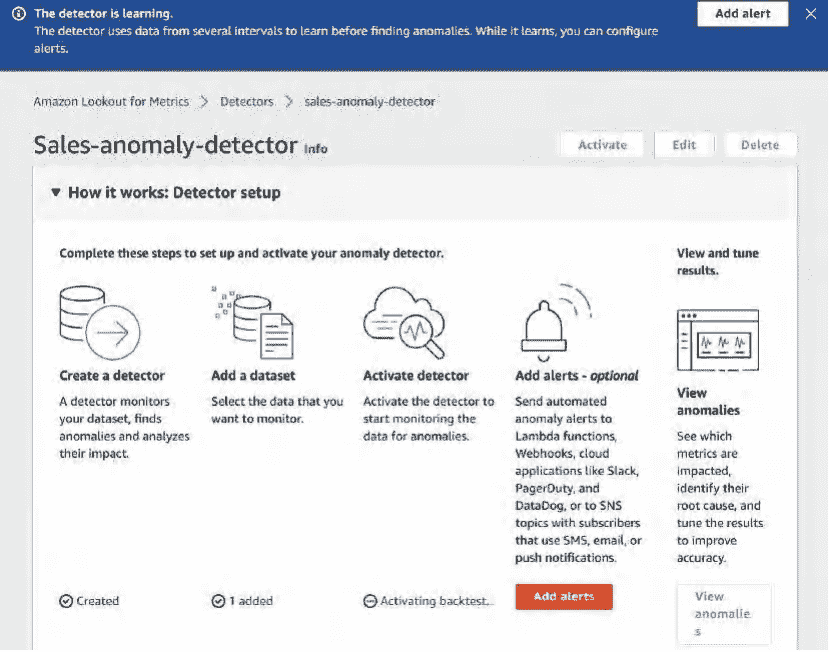 The detector is learning.
Add alert
The detector uses data from several intervals to learn before finding anomalies. While it learns, you can configure
alerts.
Amazon Lookout for Metrics > Detectors > sales-anomaly-detector
Sales-anomaly-detector Info
Activate
Edit
Delete
How it works: Detector setup
Complete these steps to set up and activate your anomaly detector.
Create a detector
A detector monitors
your dataset, finds
anomalies and analyzes
their impact.
Created
Add a dataset
Select the data that you
want to monitor.
1 added
Activate detector
Activate the detector to
start monitoring the
data for anomalies.
Activating backtest...
Add alerts - optional
Send automated
anomaly alerts to
Lambda functions,
Webhooks, cloud
applications like Slack,
PagerDuty, and
DataDog, or to SNS
topics with subscribers
that use SMS, email, or
push notifications.
Add alerts
View and tune
results.
View
anomalies
See which
metrics are
impacted,
identify their
root cause, and
tune the results
to improve
accuracy.
View
anomalie
s